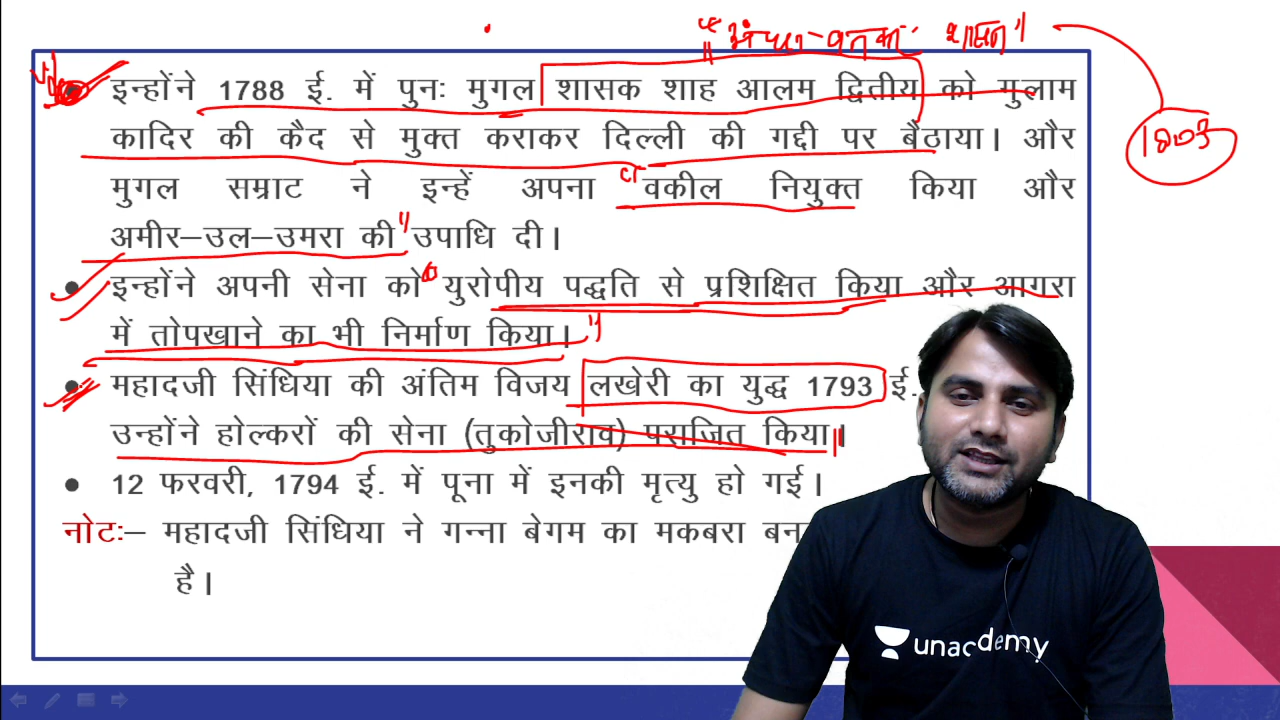 शासन
1803
इन्होंने 1788 ई. में पुनः मुगल शासक शाह आलम द्वितीय को गुलाम
कादिर की कैद से मुक्त कराकर दिल्ली की गद्दी पर बैठाया। और
मुगल सम्राट ने इन्हें अपना वकील नियुक्त किया और
अमीर–उल–उमरा की उपाधि दी।
इन्होंने अपनी सेना को युरोपीय पद्धति से प्रशिक्षित किया और आगरा
में तोपखाने का भी निर्माण किया।
महादजी सिंधिया की अंतिम विजय लखेरी का युद्ध 1793 ई.
उन्होंने होल्करों की सेना (तुकोजीराव) पराजित किया।
12 फरवरी, 1794 ई. में पूना में इनकी मृत्यु हो गई।
नोटः– महादजी सिंधिया ने गन्ना बेगम का मकबरा बन
है।
unacademy